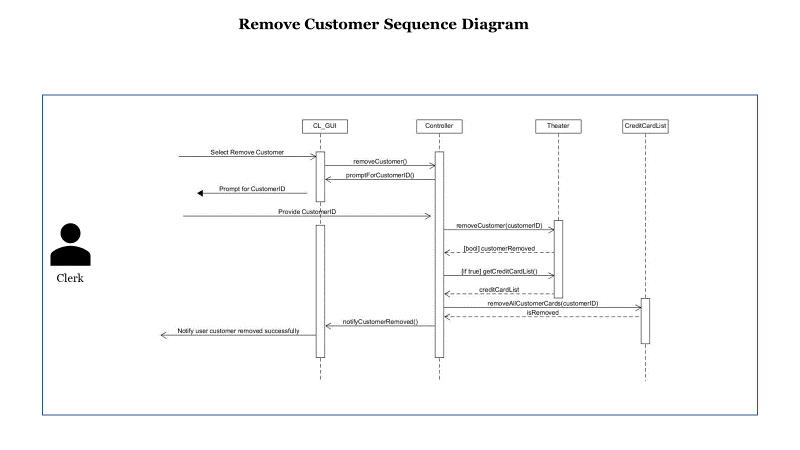 Remove Customer Sequence Diagram
CL_GUI
Controller
Theater
CreditCardList
Select Remove Customer
removeCustomer()
promptForCustomerID()
Prompt for CustomerID
Provide CustomerID
removeCustomer(customerID)
[bool] customerRemoved
[if true] getCreditCardList()
creditCardList
removeAllCustomerCards(customerID)
isRemoved
notifyCustomerRemoved()
Notify user customer removed successfully
Clerk